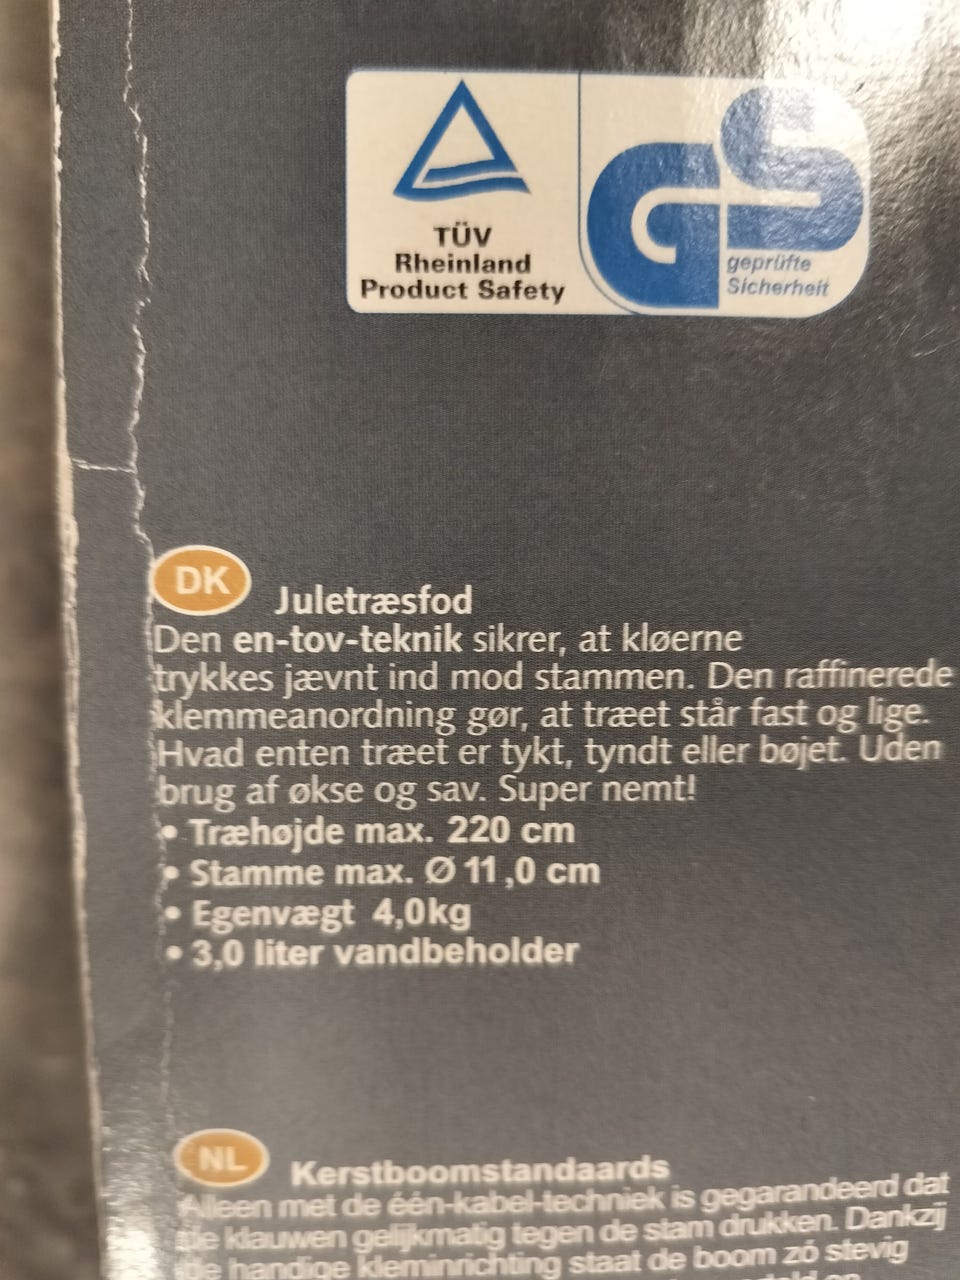 TÜV
Rheinland
Product Safety
GS
geprüfte
Sicherheit
DK Juletræsfod
Den en-tov-teknik sikrer, at kløerne
trykkes jævnt ind mod stammen. Den raffinerede
klemmeanordning gør, at træet står fast og lige.
Hvad enten træet er tykt, tyndt eller bøjet. Uden
brug af økse og sav. Super nemt!
• Træhøjde max. 220 cm
• Stamme max. Ø 11,0 cm
• Egenvægt 4,0kg
• 3,0 liter vandbeholder
NL Kerstboomstandaards
Alleen met de één-kabel-techniek is gegarandeerd dat
de klauwen gelijkmatig tegen de stam drukken. Dankzij
de handige kleminrichting staat de boom zó stevig